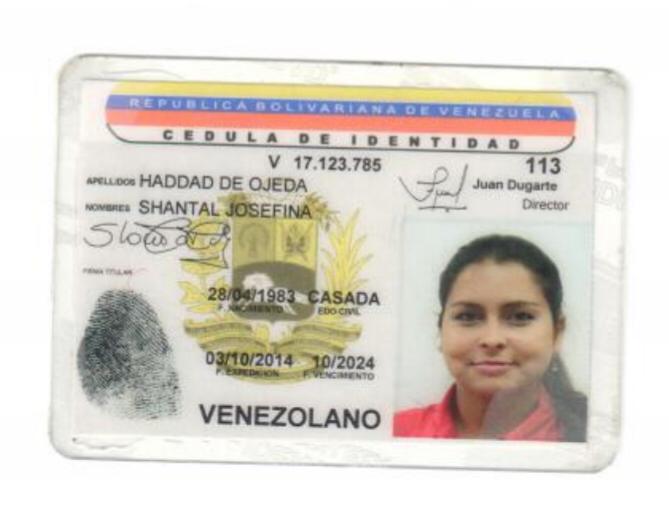 REPUBLICA BOLIVARIANA DE VENEZUELA
CEDULA DE IDENTIDAD
V 17.123.785 113
APELLIDOS HADDAD DE OJEDA
Juan Dugarte
NOMBRES SHANTAL JOSEFINA
Director
FIRMA TITULAR
28/04/1983 CASADA
F. NACIMIENTO EDO CIVIL
03/10/2014 10/2024
F. EXPEDICION F. VENCIMIENTO
VENEZOLANO